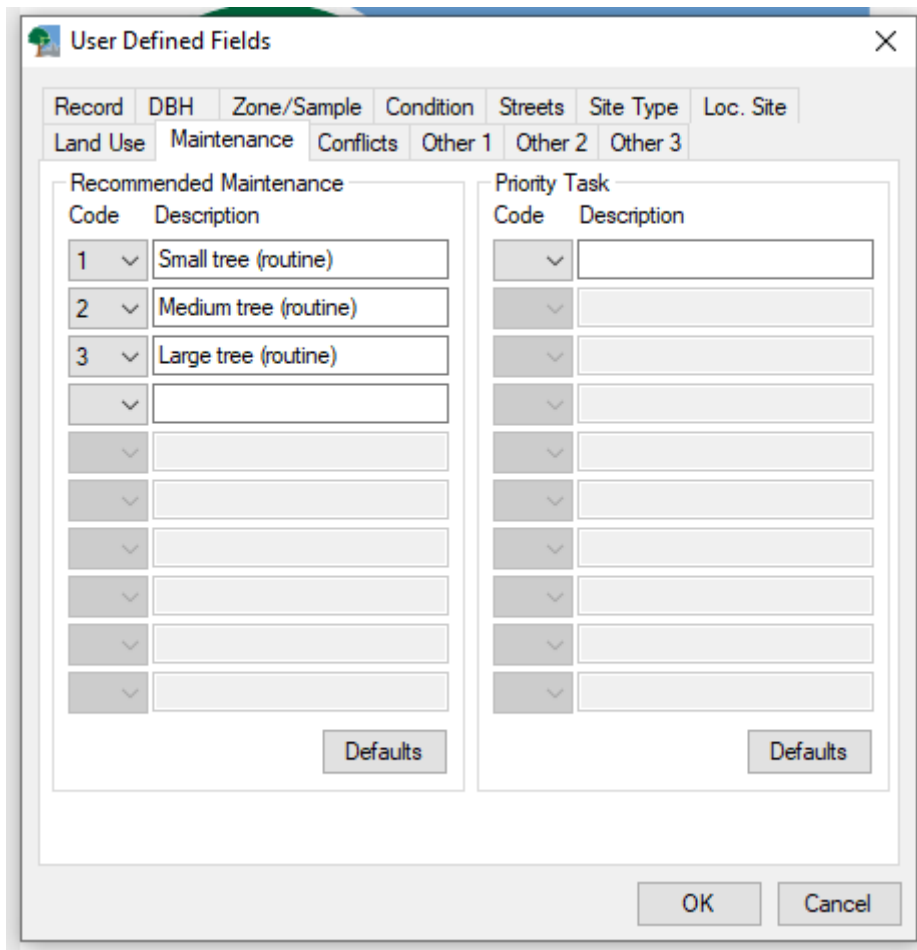 User Defined Fields
Record DBH Zone/Sample Condition Streets Site Type Loc. Site
Land Use Maintenance Conflicts Other 1 Other 2 Other 3
Recommended Maintenance
Code Description
1 Small tree (routine)
2 Medium tree (routine)
3 Large tree (routine)
Defaults
Priority Task
Code Description
Defaults
OK Cancel